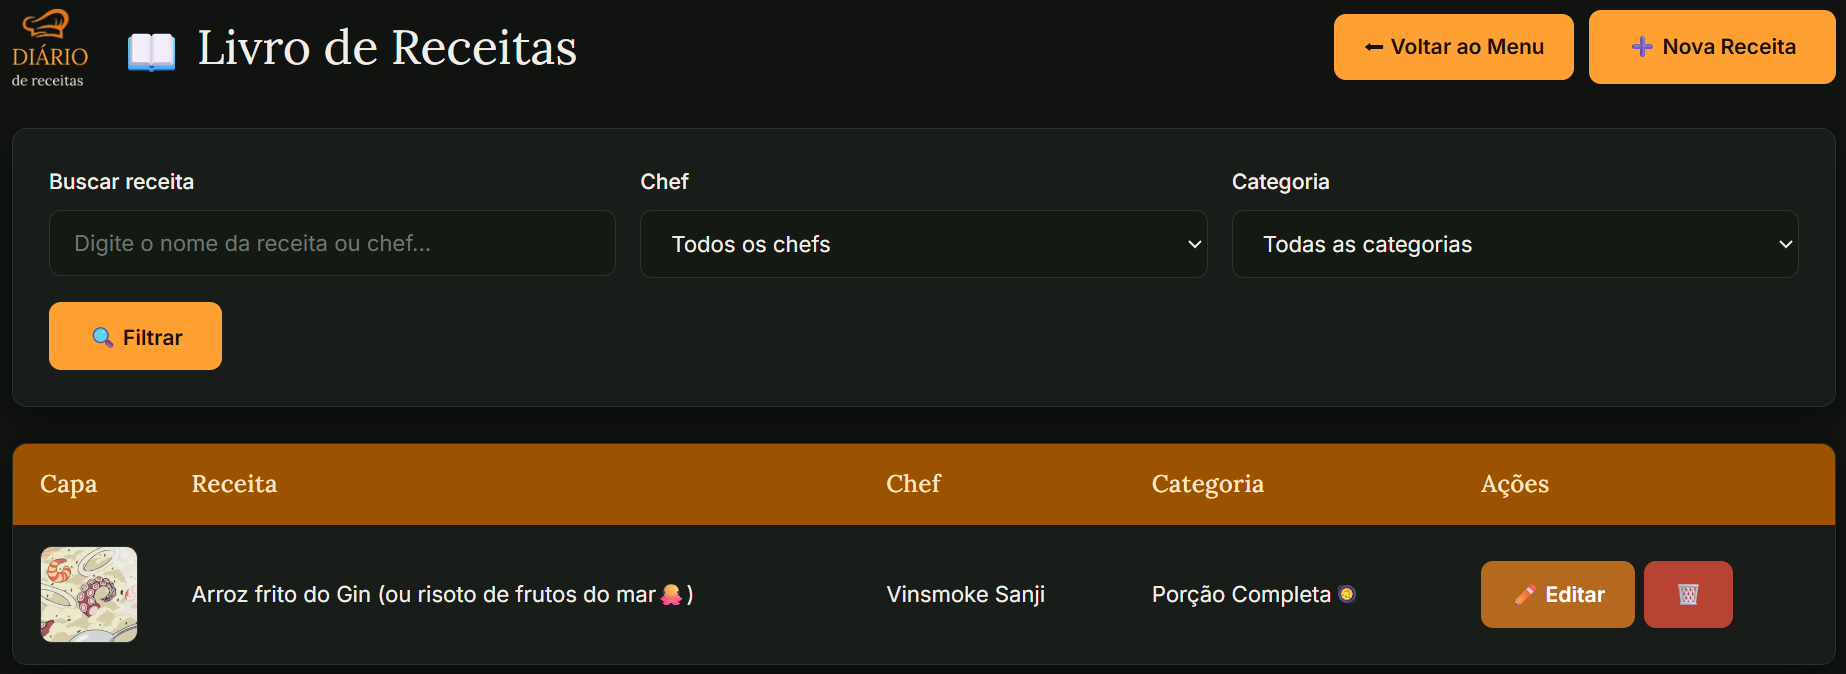 DIÁRIO
de receitas
📖 Livro de Receitas
⬅ Voltar ao Menu
➕ Nova Receita
Buscar receita
Chef
Categoria
Digite o nome da receita ou chef...
Todos os chefs
Todas as categorias
🔍 Filtrar
Capa Receita Chef Categoria Ações
Arroz frito do Gin (ou risoto de frutos do mar🐙) Vinsmoke Sanji Porção Completa🥘 ✏️ Editar 🗑️